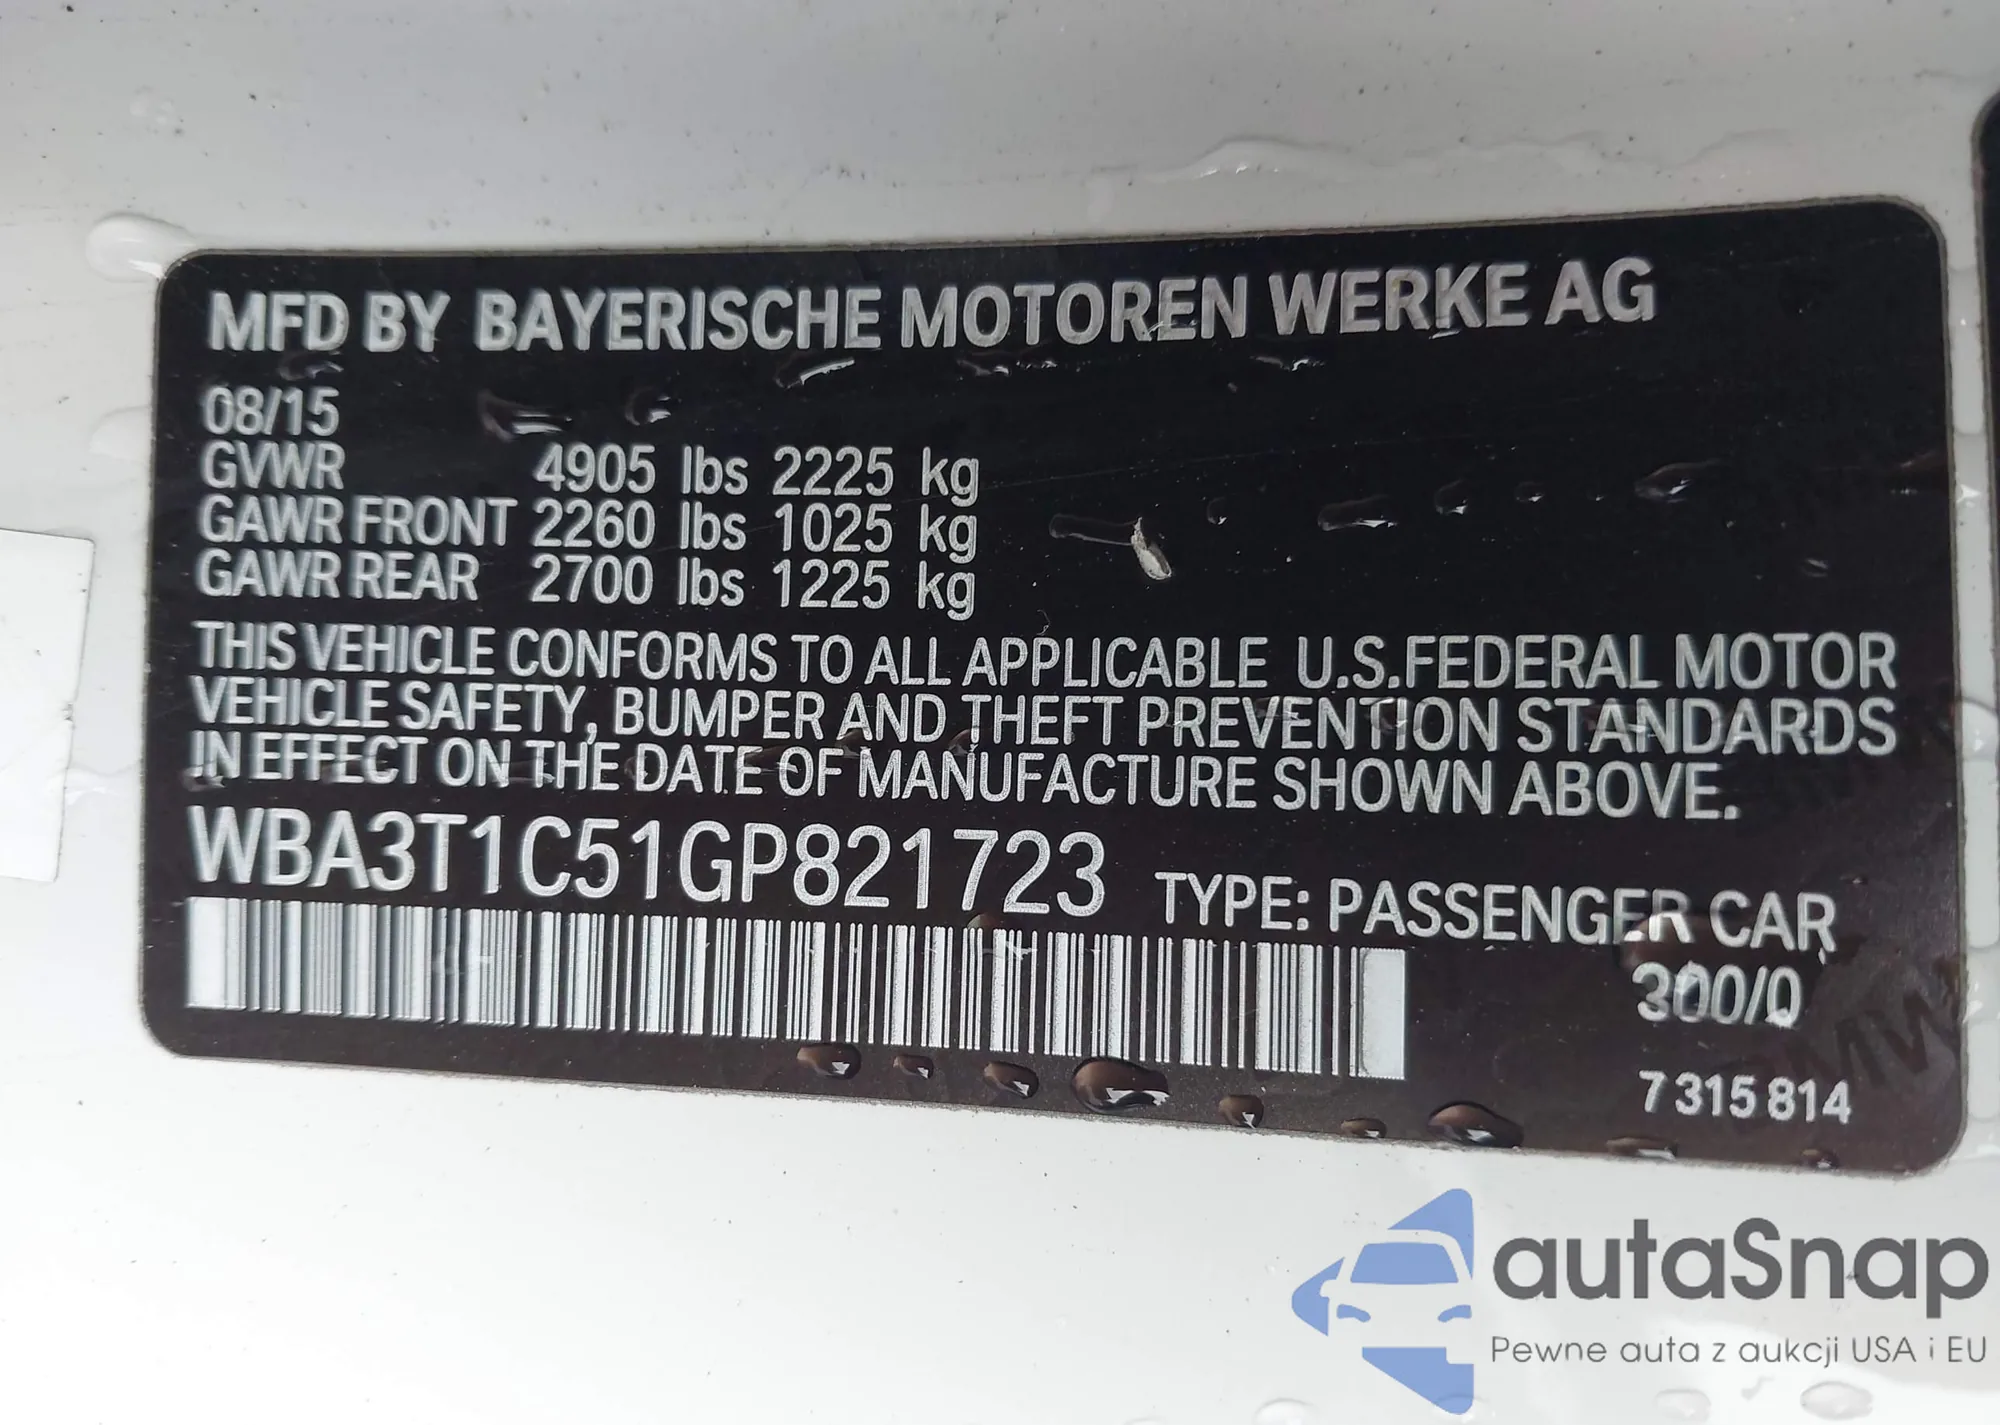 MFD BY BAYERISCHE MOTOREN WERKE AG
08/15
GVWR 4905 lbs 2225 kg
GAWR FRONT 2260 lbs 1025 kg
GAWR REAR 2700 lbs 1225 kg
THIS VEHICLE CONFORMS TO ALL APPLICABLE U.S.FEDERAL MOTOR
VEHICLE SAFETY, BUMPER AND THEFT PREVENTION STANDARDS
IN EFFECT ON THE DATE OF MANUFACTURE SHOWN ABOVE.
WBA3T1C51GP821723 TYPE: PASSENGER CAR
300/0
7 315 814
autaSnap
Pewne auta z aukcji USA i EU